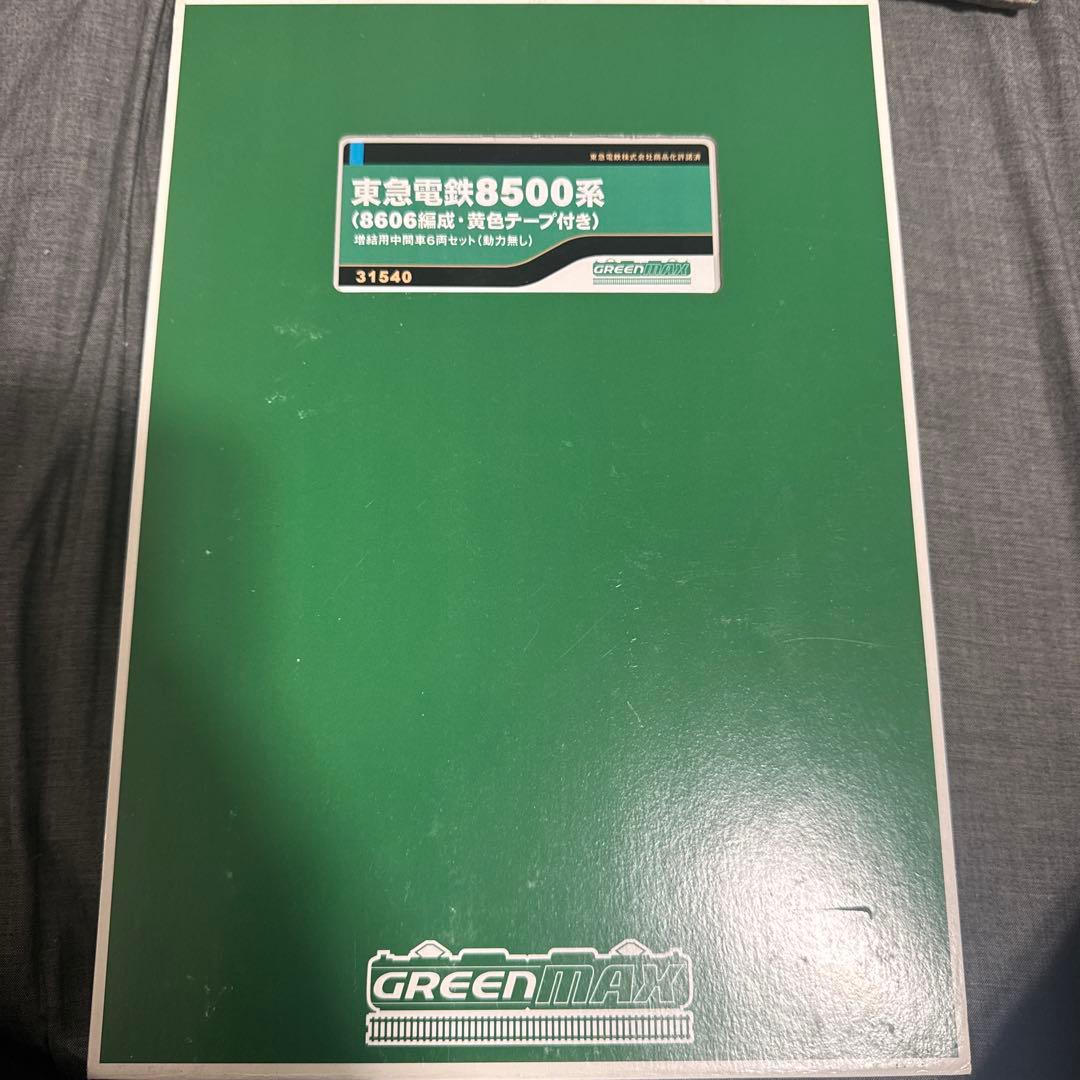 東急電鉄株式会社商品化許諾済
東急電鉄8500系
(8606編成・黄色テープ付き)
増結用中間車6両セット(動力無し)
31540
GREENMAX
GREENMAX